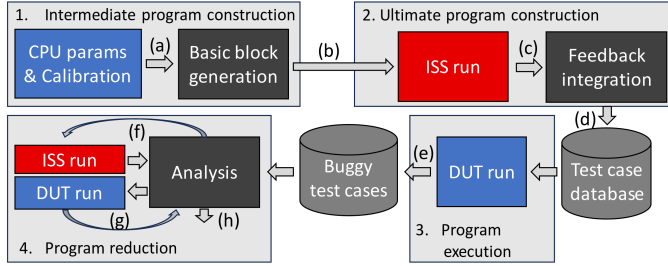 1. Intermediate program construction
CPU params
& Calibration
(a)
Basic block
generation
(b)
2. Ultimate program construction
ISS run
(c)
Feedback
integration
(d)
Test case
database
3. Program
execution
DUT run
(e)
Buggy
test cases
4. Program reduction
(f)
ISS run
DUT run
(g)
Analysis
(h)